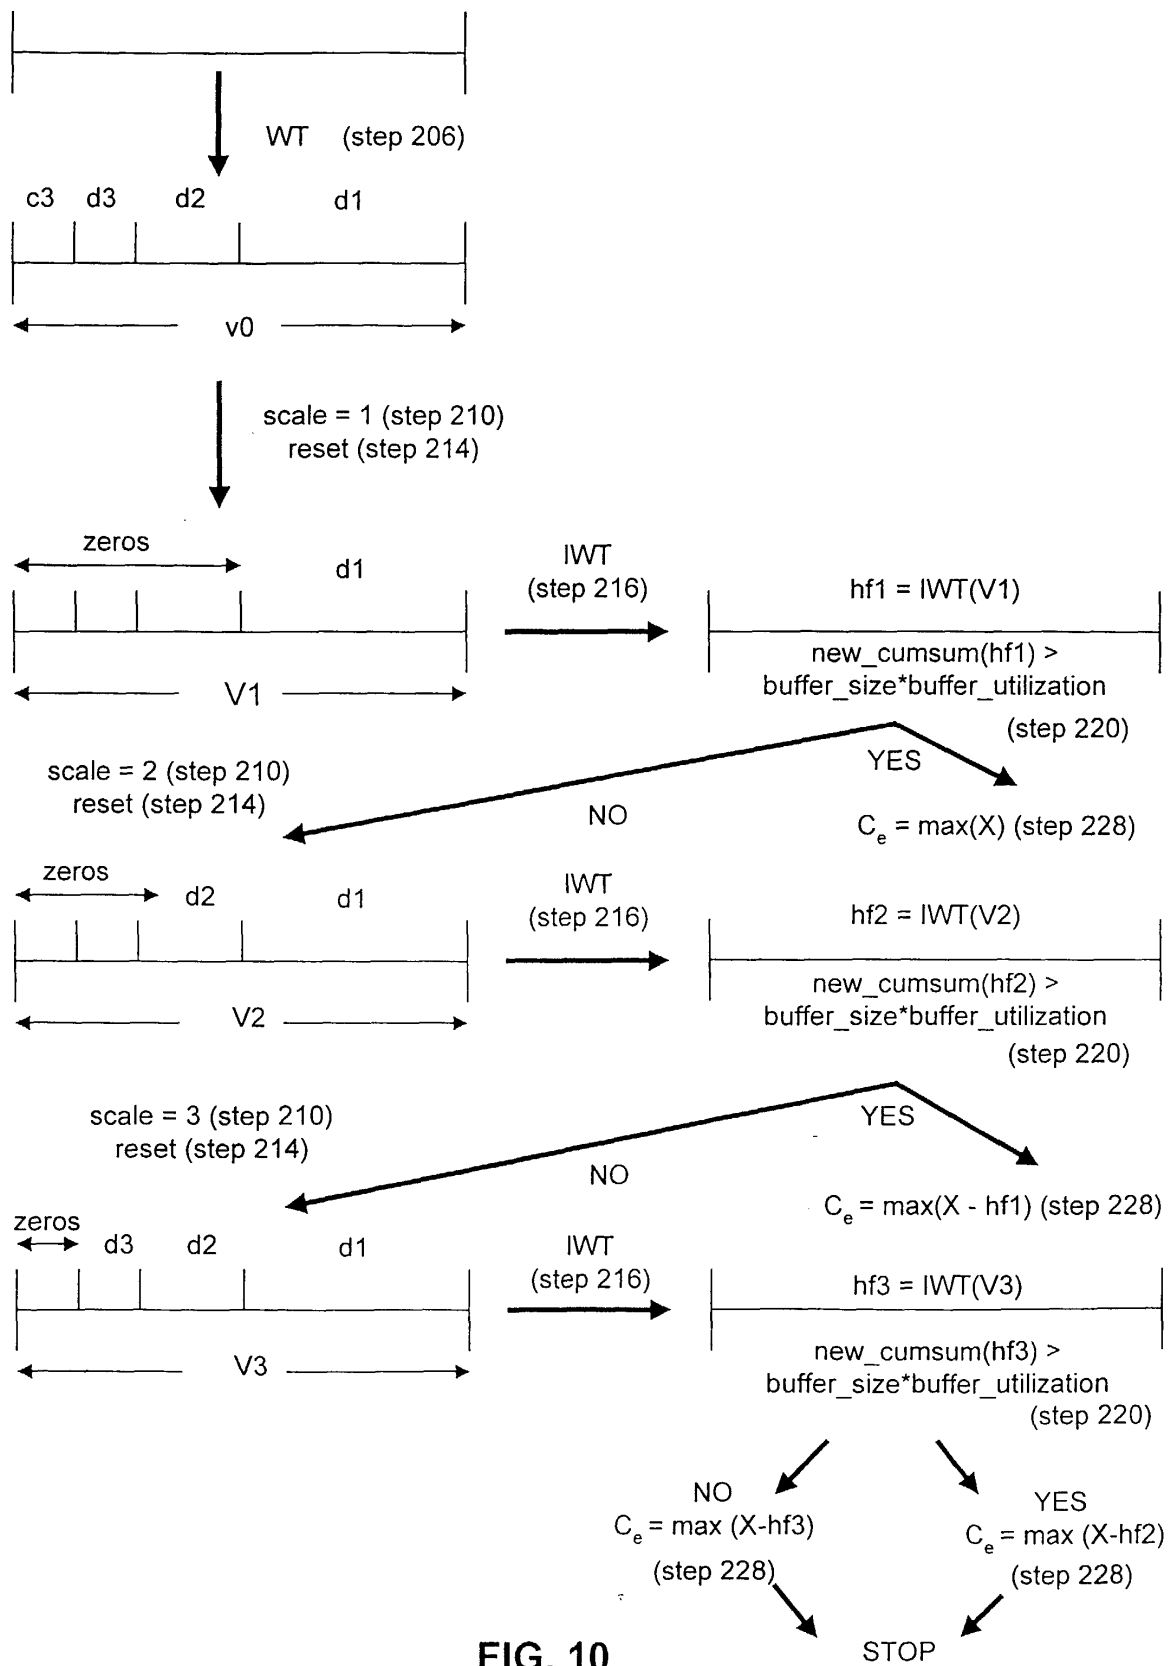 WT (step 206)
c3 d3 d2 d1
v0
scale = 1 (step 210)
reset (step 214)
zeros
d1
V1
IWT
(step 216)
hf1 = IWT(V1)
new_cumsum(hf1) >
buffer_size*buffer_utilization
(step 220)
YES
NO
C_e = max(X) (step 228)
scale = 2 (step 210)
reset (step 214)
zeros
d2 d1
V2
IWT
(step 216)
hf2 = IWT(V2)
new_cumsum(hf2) >
buffer_size*buffer_utilization
(step 220)
YES
NO
C_e = max(X - hf1) (step 228)
scale = 3 (step 210)
reset (step 214)
zeros
d3 d2 d1
V3
IWT
(step 216)
hf3 = IWT(V3)
new_cumsum(hf3) >
buffer_size*buffer_utilization
(step 220)
NO
C_e = max (X-hf3)
(step 228)
YES
C_e = max (X-hf2)
(step 228)
STOP
FIG. 10